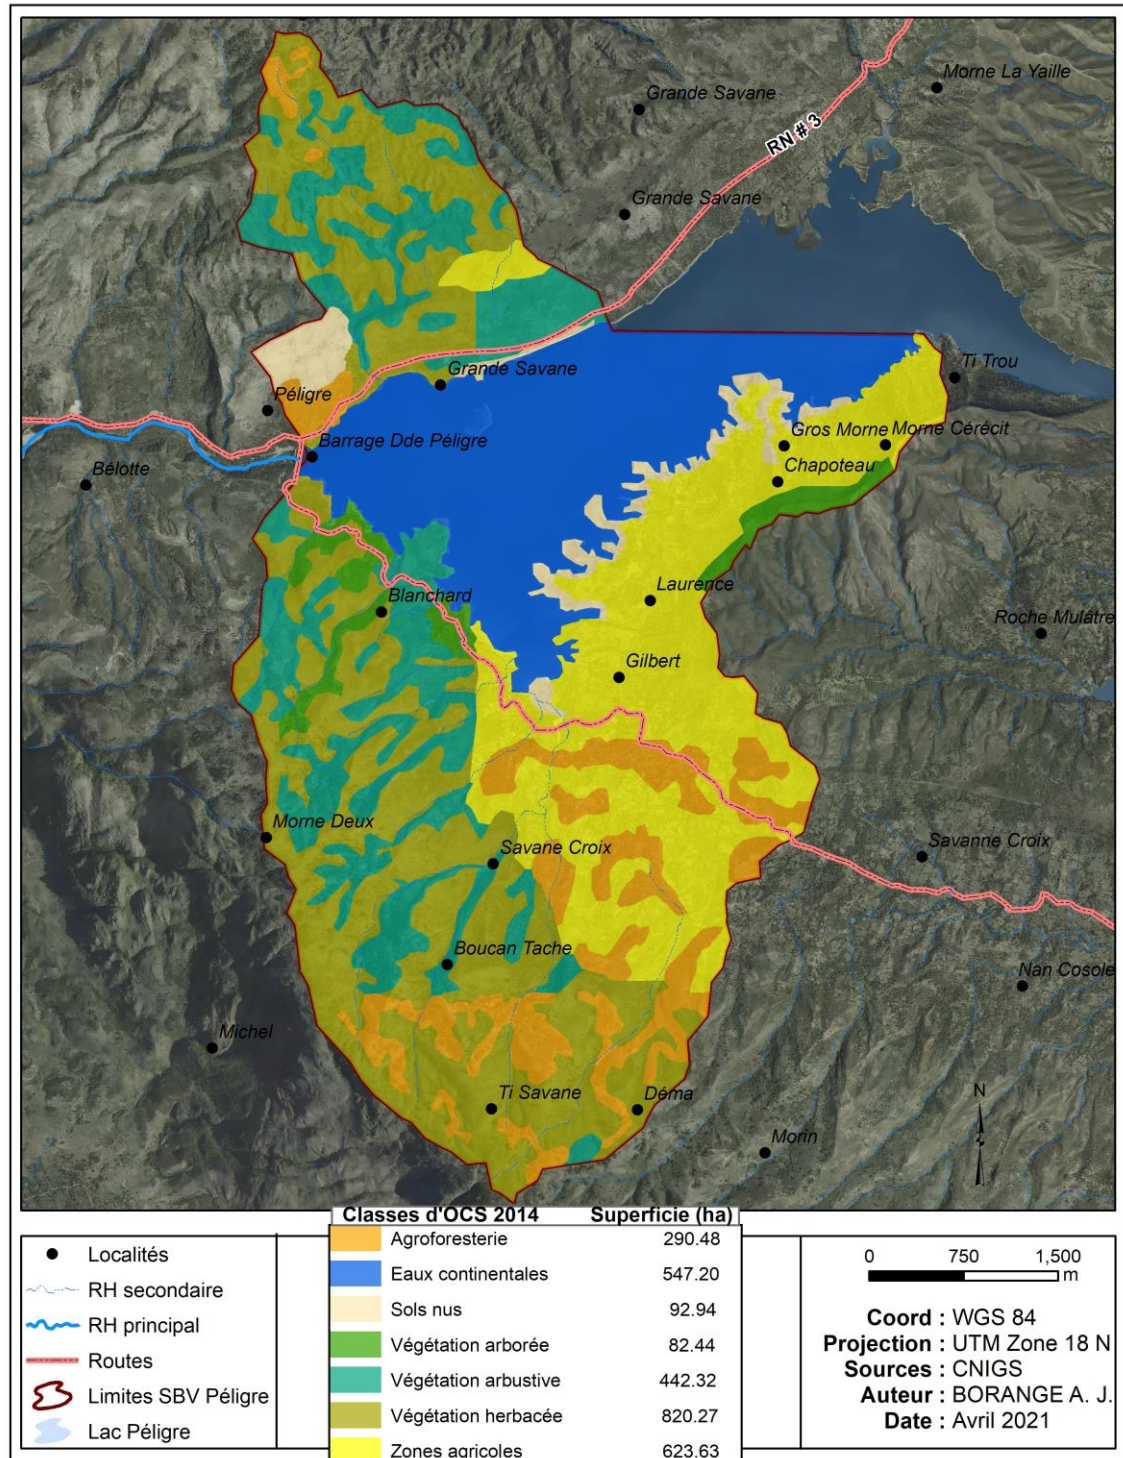 Morne La Yaille
Grande Savane
RN # 3
Grande Savane
Ti Trou
Grande Savane
Péligre
Gros Morne
Morne Cérécit
Barrage Dde Péligre
Bélotte
Chapoteau
Laurence
Blanchard
Roche Mulâtre
Gilbert
Morne Deux
Savane Croix
Savanne Croix
Boucan Tache
Nan Cosole
Michel
Ti Savane
Déma
N
Morin
Classes d'OCS 2014 Superficie (ha)
Agroforesterie 290.48
Eaux continentales 547.20
Sols nus 92.94
Végétation arborée 82.44
Végétation arbustive 442.32
Végétation herbacée 820.27
Zones agricoles 623.63
Localités
RH secondaire
RH principal
Routes
Limites SBV Péligre
Lac Péligre
0 750 1,500
m
Coord : WGS 84
Projection : UTM Zone 18 N
Sources : CNIGS
Auteur : BORANGE A. J.
Date : Avril 2021